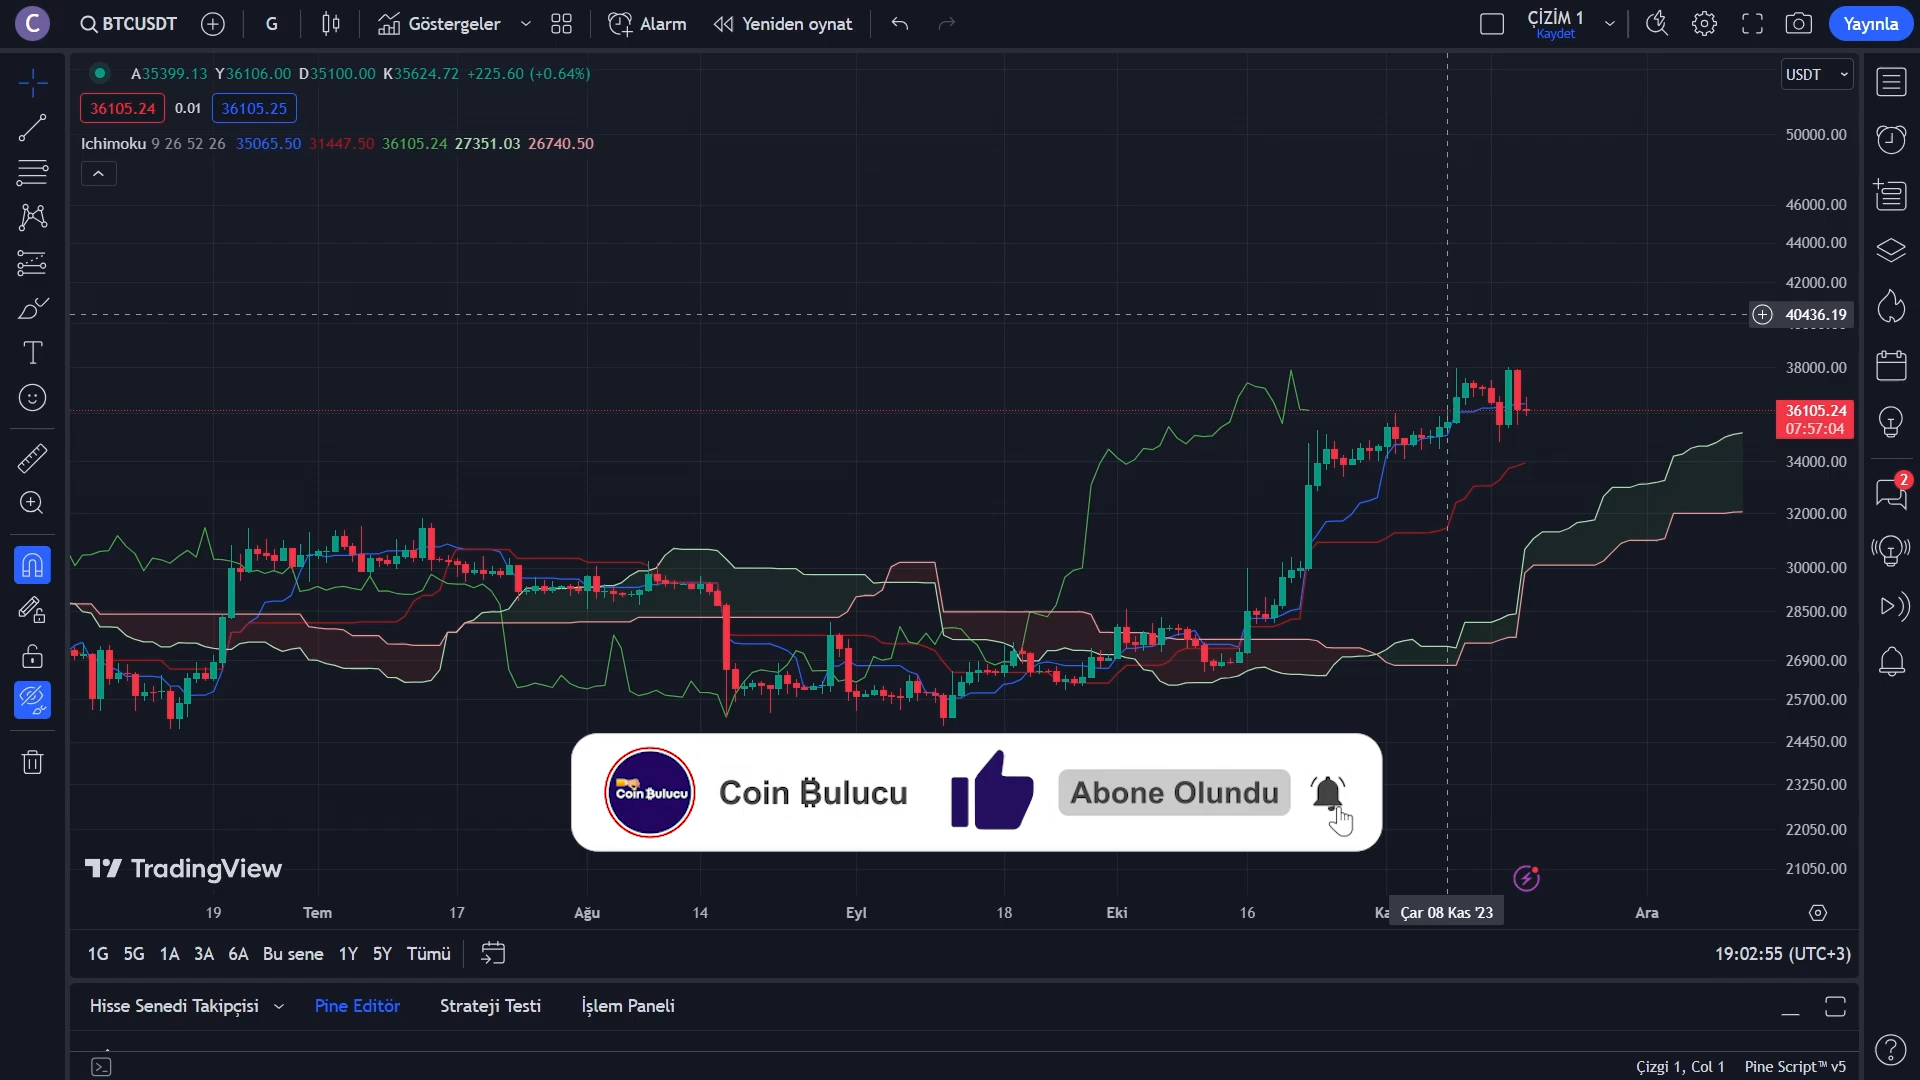 C
BTCUSDT
G
Göstergeler
Alarm
Yeniden oynat
ÇİZİM 1
Kaydet
Yayınla
A35399.13 Y36106.00 D35100.00 K35624.72 +225.60 (+0.64%)
USDT
36105.24 0.01 36105.25
Ichimoku 9 26 52 26 35065.50 31447.50 36105.24 27351.03 26740.50
50000.00
46000.00
44000.00
42000.00
40436.19
38000.00
36105.24
07:57:04
34000.00
32000.00
30000.00
28500.00
26900.00
25700.00
24450.00
23250.00
22050.00
21050.00
2
Coin ₿ulucu
Coin ₿ulucu
Abone Olundu
TradingView
19 Tem 17 Ağu 14 Eyl 18 Eki 16 Ka Çar 08 Kas '23 Ara
1G 5G 1A 3A 6A Bu sene 1Y 5Y Tümü
19:02:55 (UTC+3)
Hisse Senedi Takipçisi Pine Editör Strateji Testi İşlem Paneli
Çizgi 1, Col 1 Pine Script™ v5